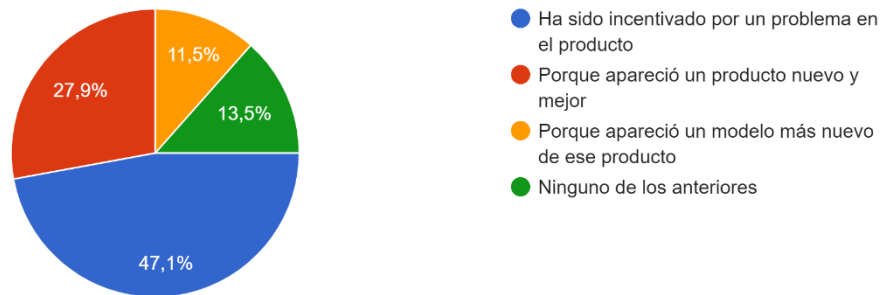 11,5%
27,9%
13,5%
47,1%
Ha sido incentivado por un problema en
el producto
Porque apareció un producto nuevo y
mejor
Porque apareció un modelo más nuevo
de ese producto
Ninguno de los anteriores